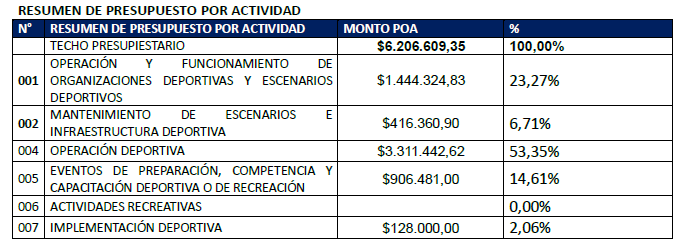 RESUMEN DE PRESUPUESTO POR ACTIVIDAD
N° RESUMEN DE PRESUPUESTO POR ACTIVIDAD MONTO POA %
TECHO PRESUPIESTARIO $6.206.609,35 100,00%
001 OPERACIÓN Y FUNCIONAMIENTO DE
ORGANIZACIONES DEPORTIVAS Y ESCENARIOS
DEPORTIVOS $1.444.324,83 23,27%
002 MANTENIMIENTO DE ESCENARIOS E
INFRAESTRUCTURA DEPORTIVA $416.360,90 6,71%
004 OPERACIÓN DEPORTIVA $3.311.442,62 53,35%
005 EVENTOS DE PREPARACIÓN, COMPETENCIA Y
CAPACITACIÓN DEPORTIVA O DE RECREACIÓN $906.481,00 14,61%
006 ACTIVIDADES RECREATIVAS 0,00%
007 IMPLEMENTACIÓN DEPORTIVA $128.000,00 2,06%